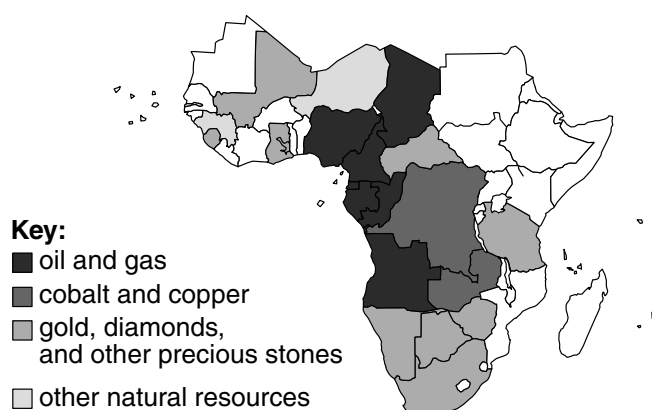 Key:
oil and gas
cobalt and copper
gold, diamonds,
and other precious stones
other natural resources